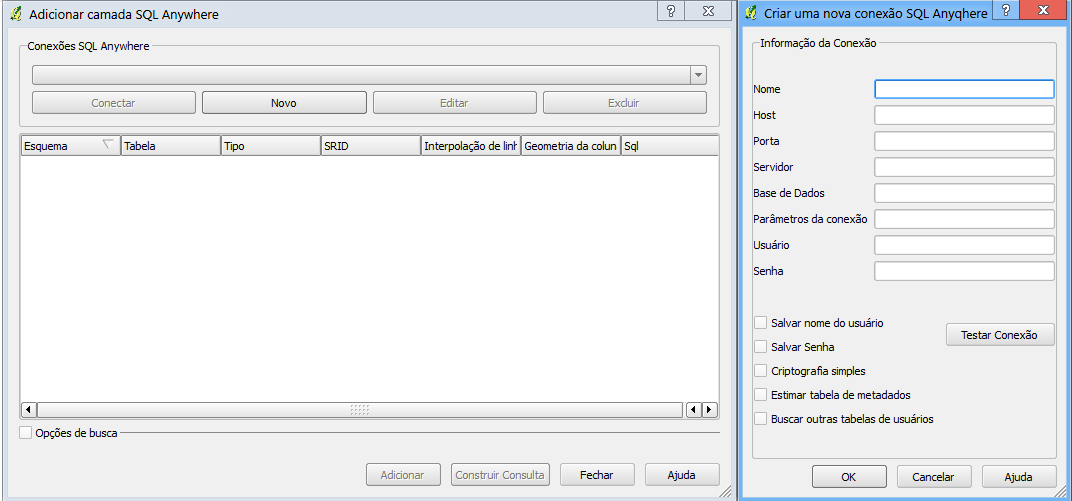 Adicionar camada SQL Anywhere
?
Conexões SQL Anywhere
Conectar
Novo
Editar
Excluir
Esquema
Tabela
Tipo
SRID
Interpolação de linh
Geometria da colun
Sql
Opções de busca
Adicionar
Construir Consulta
Fechar
Ajuda
Criar uma nova conexão SQL Anyqhere
?
Informação da Conexão
Nome
Host
Porta
Servidor
Base de Dados
Parâmetros da conexão
Usuário
Senha
Salvar nome do usuário
Testar Conexão
Salvar Senha
Criptografia simples
Estimar tabela de metadados
Buscar outras tabelas de usuários
OK
Cancelar
Ajuda